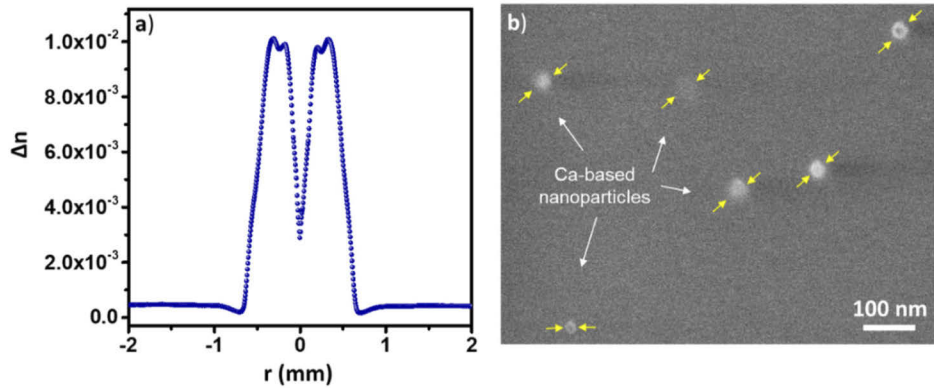 a)
1.0x10⁻²
8.0x10⁻³
6.0x10⁻³
4.0x10⁻³
2.0x10⁻³
0.0
Δn
-2 -1 0 1 2
r (mm)
b)
Ca-based
nanoparticles
100 nm